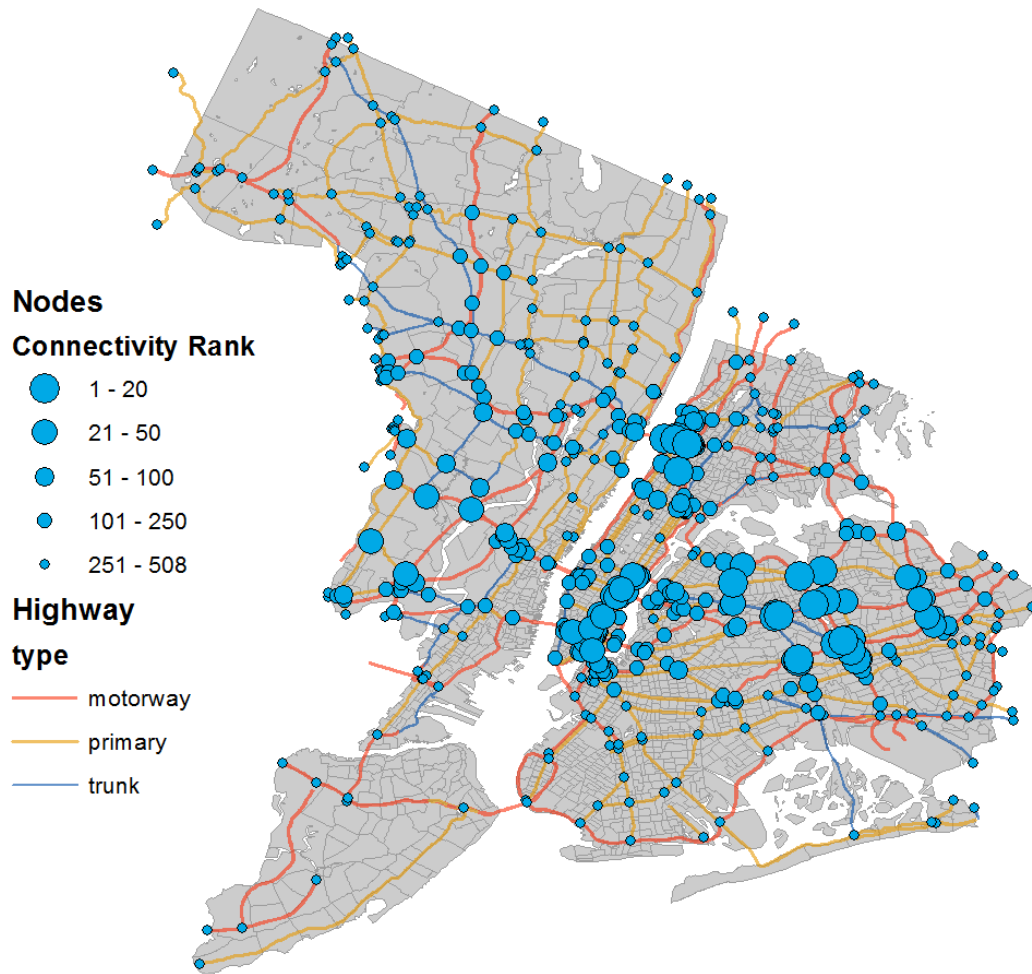 Nodes
Connectivity Rank
1 - 20
21 - 50
51 - 100
101 - 250
251 - 508
Highway
type
motorway
primary
trunk